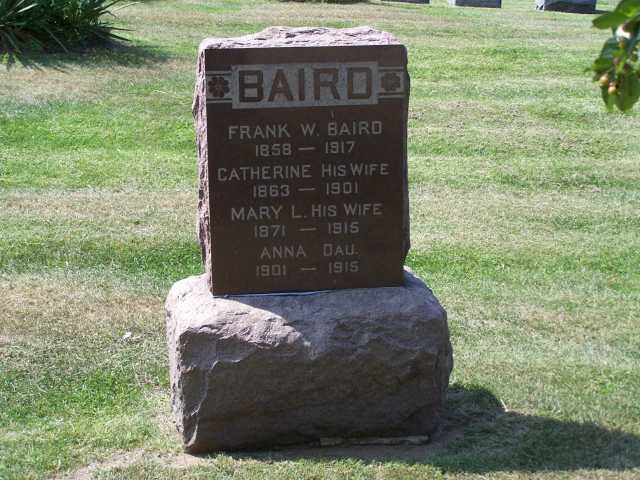 BAIRD
FRANK W. BAIRD
1858 — 1917
CATHERINE HIS WIFE
1863 — 1901
MARY L. HIS WIFE
1871 — 1915
ANNA DAU.
1901 — 1915